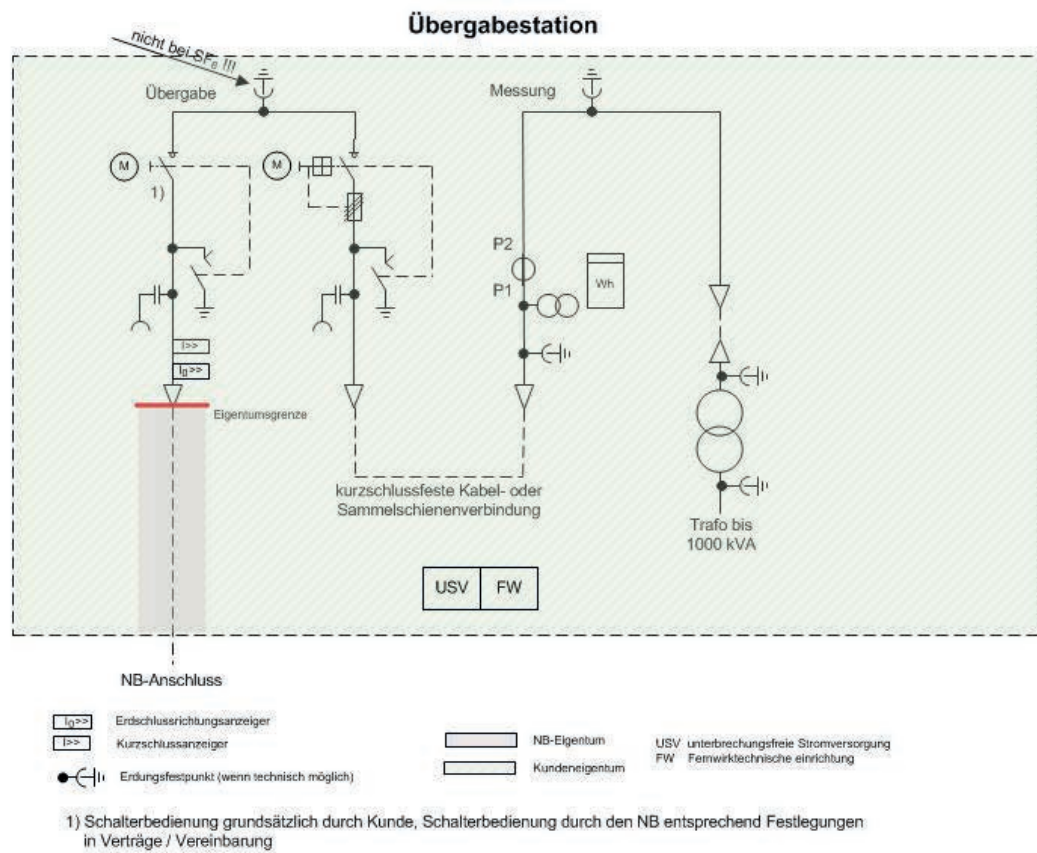 Übergabestation
nicht bei SF₆ !!!
Übergabe
Messung
M
M
1)
P2
P1
Wh
I>>
I₀>>
Eigentumsgrenze
kurzschlussfeste Kabel- oder
Sammelschienenverbindung
Trafo bis
1000 kVA
USV
FW
NB-Anschluss
I₀>> Erdschlussrichtungsanzeiger
I>> Kurzschlussanzeiger
Erdungsfestpunkt (wenn technisch möglich)
NB-Eigentum
Kundeneigentum
USV unterbrechungsfreie Stromversorgung
FW Fernwirktechnische einrichtung
1) Schalterbedienung grundsätzlich durch Kunde, Schalterbedienung durch den NB entsprechend Festlegungen
in Verträge / Vereinbarung